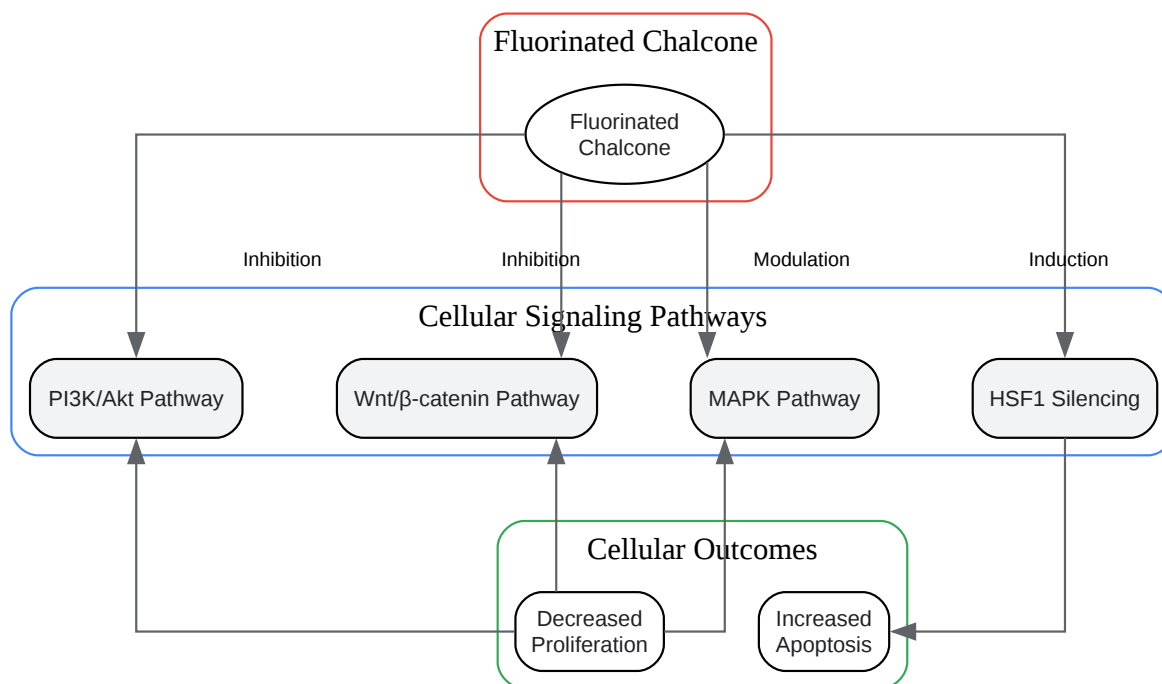 Fluorinated Chalcone
Fluorinated
Chalcone
Inhibition
Inhibition
Modulation
Induction
Cellular Signaling Pathways
PI3K/Akt Pathway
Wnt/β-catenin Pathway
MAPK Pathway
HSF1 Silencing
Cellular Outcomes
Decreased
Proliferation
Increased
Apoptosis